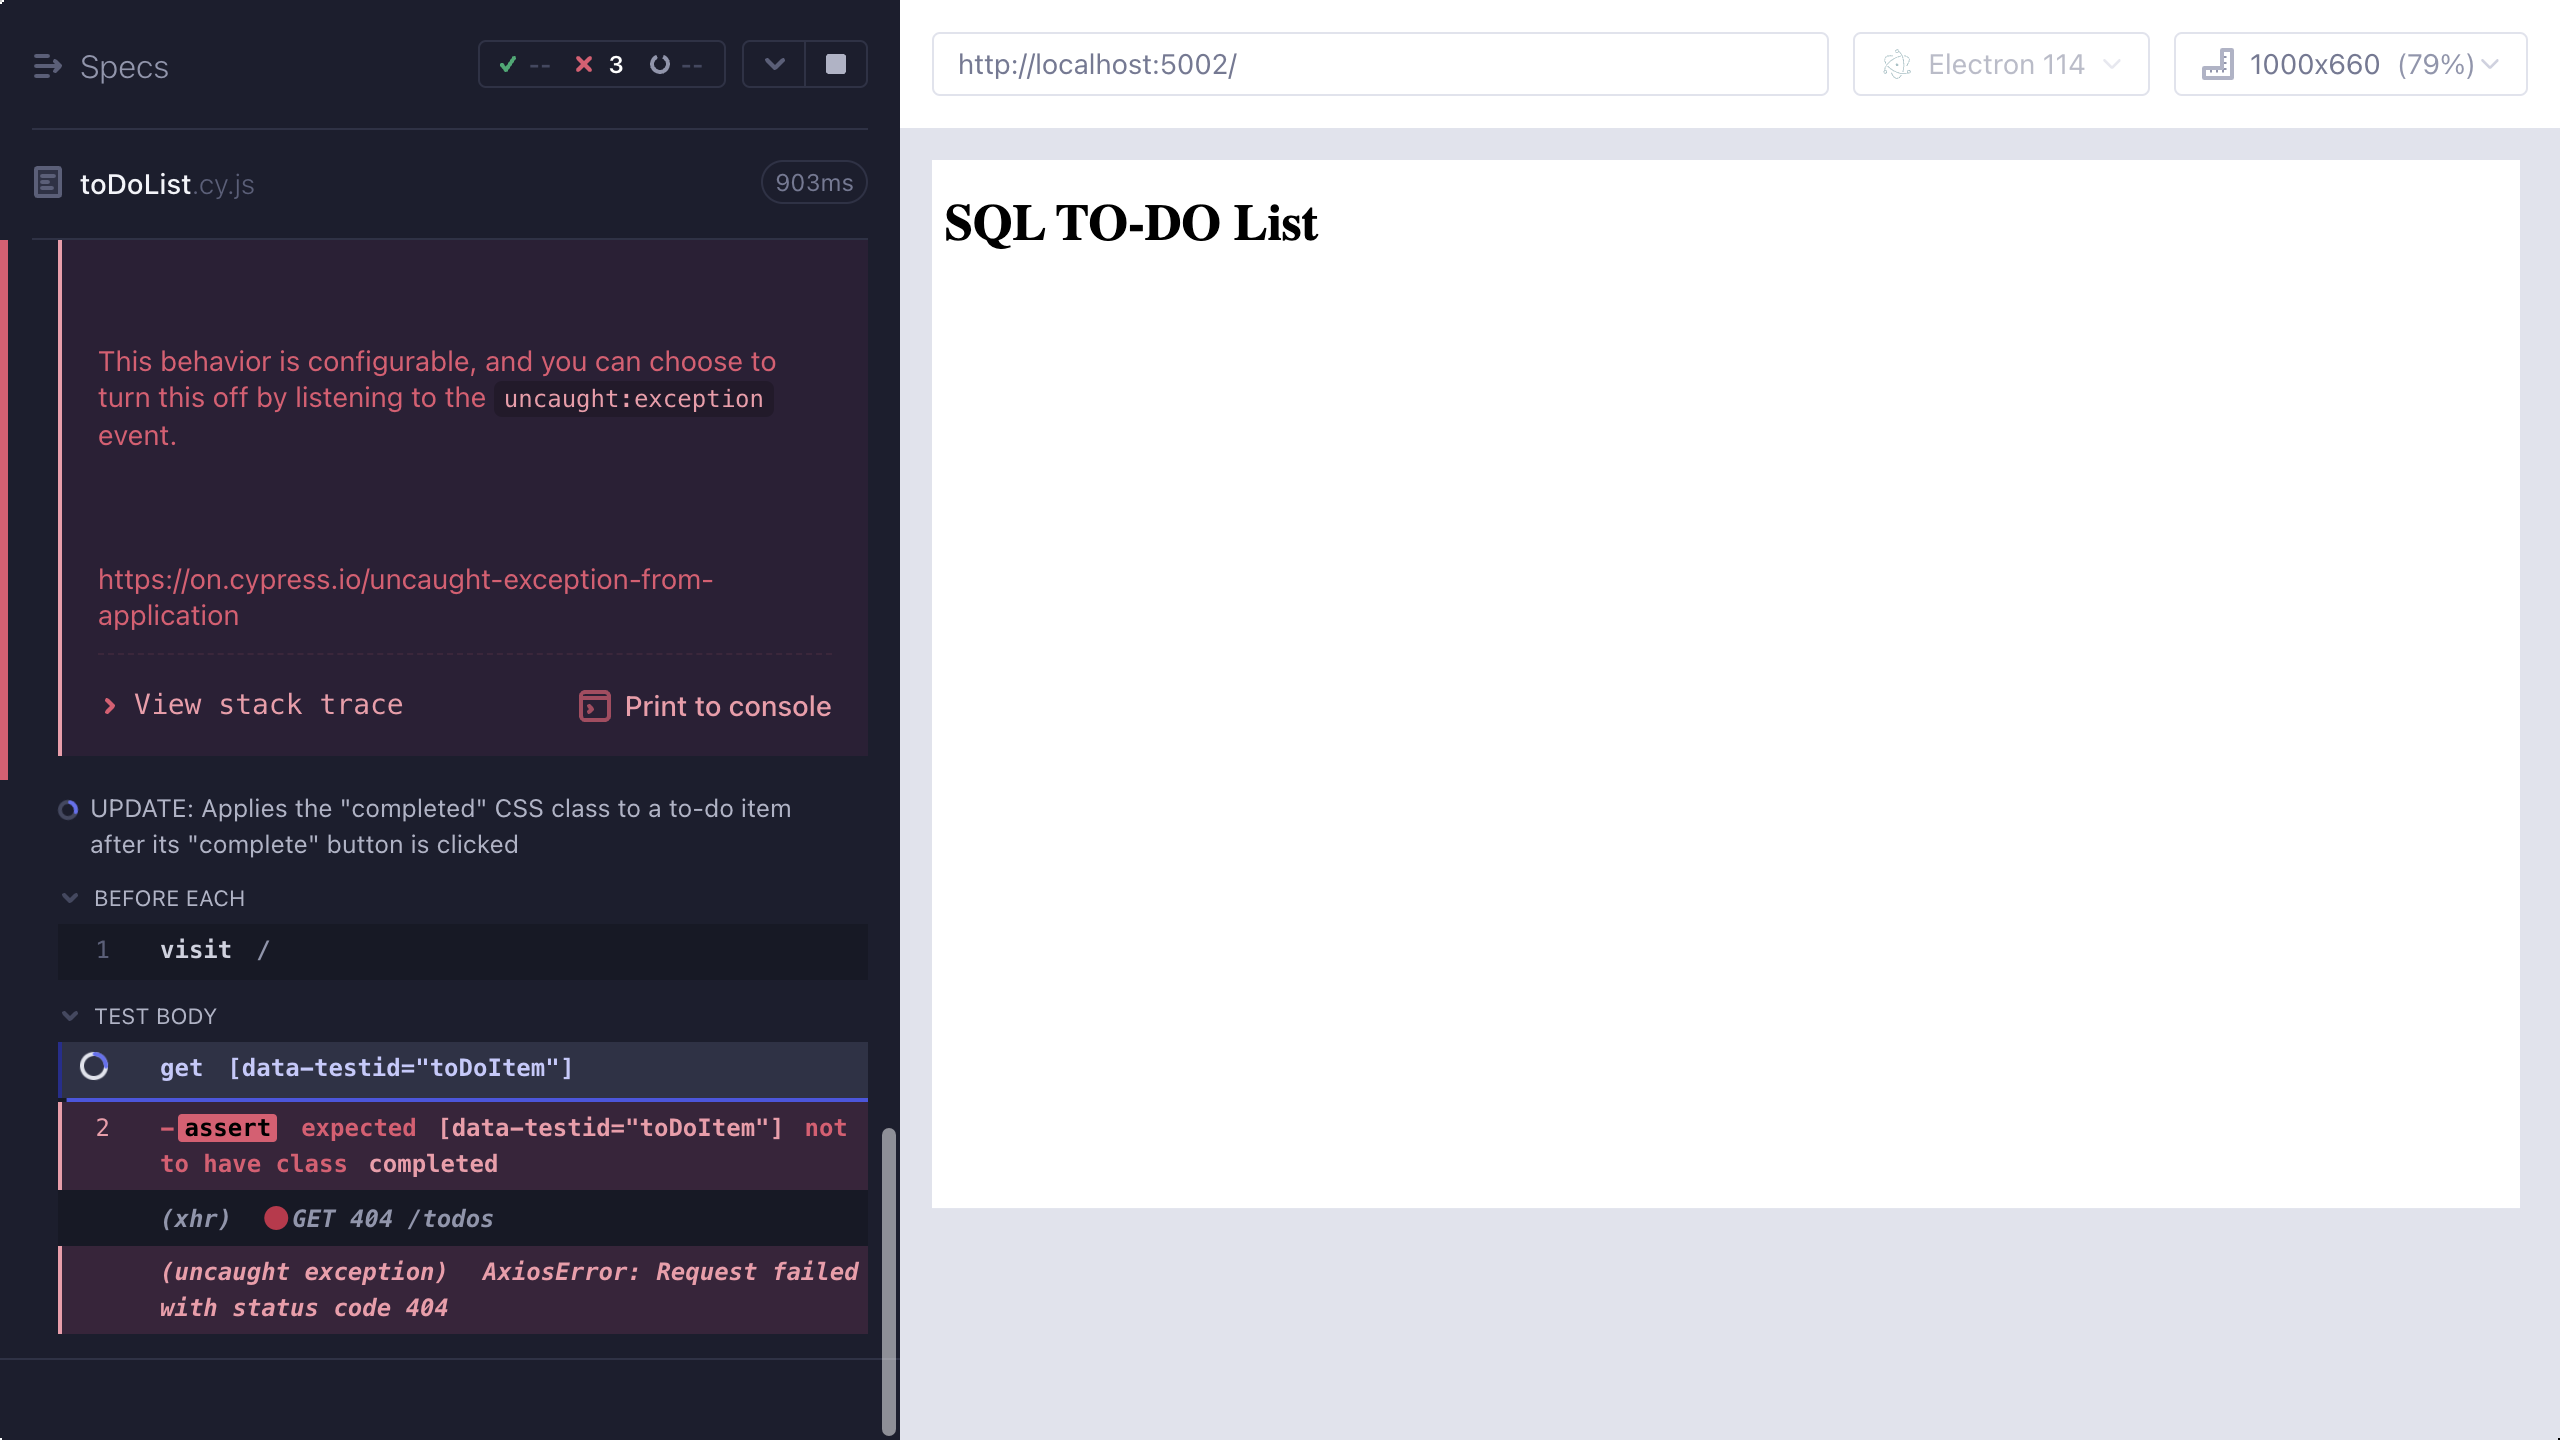 Specs
-- 3 --
toDoList.cy.js
903ms
This behavior is configurable, and you can choose to
turn this off by listening to the uncaught:exception
event.
https://on.cypress.io/uncaught-exception-from-
application
View stack trace
Print to console
UPDATE: Applies the "completed" CSS class to a to-do item
after its "complete" button is clicked
BEFORE EACH
1 visit /
TEST BODY
get [data-testid="toDoItem"]
2 -assert expected [data-testid="toDoItem"] not
to have class completed
(xhr) GET 404 /todos
(uncaught exception) AxiosError: Request failed
with status code 404
http://localhost:5002/
Electron 114
1000x660 (79%)
SQL TO-DO List